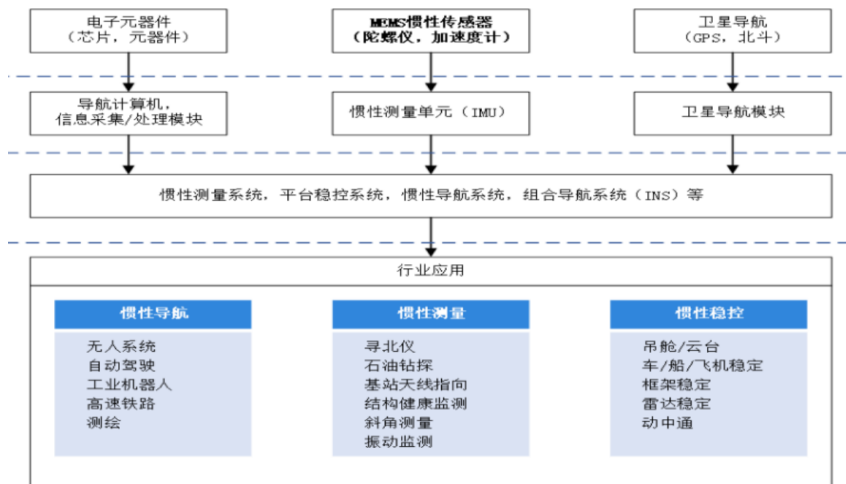 电子元器件
（芯片，元器件）
MEMS惯性传感器
（陀螺仪，加速度计）
卫星导航
（GPS，北斗）
导航计算机，
信息采集/处理模块
惯性测量单元（IMU）
卫星导航模块
惯性测量系统，平台稳控系统，惯性导航系统，组合导航系统（INS）等
行业应用
惯性导航
无人系统
自动驾驶
工业机器人
高速铁路
测绘
惯性测量
寻北仪
石油钻探
基站天线指向
结构健康监测
斜角测量
振动监测
惯性稳控
吊舱/云台
车/船/飞机稳定
框架稳定
雷达稳定
动中通